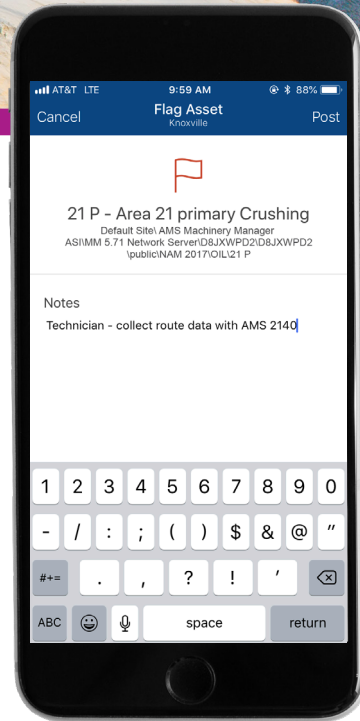 AT&T LTE 9:59 AM 88%
Cancel Flag Asset Post
Knoxville
21 P - Area 21 primary Crushing
Default Site\ AMS Machinery Manager
ASI\MM 5.71 Network Server\D8JXWPD2\D8JXWPD2
\public\NAM 2017\OIL\21 P
Notes
Technician - collect route data with AMS 2140
1 2 3 4 5 6 7 8 9 0
- / : ; ( ) $ & @ "
#+= . , ? ! '
ABC space return